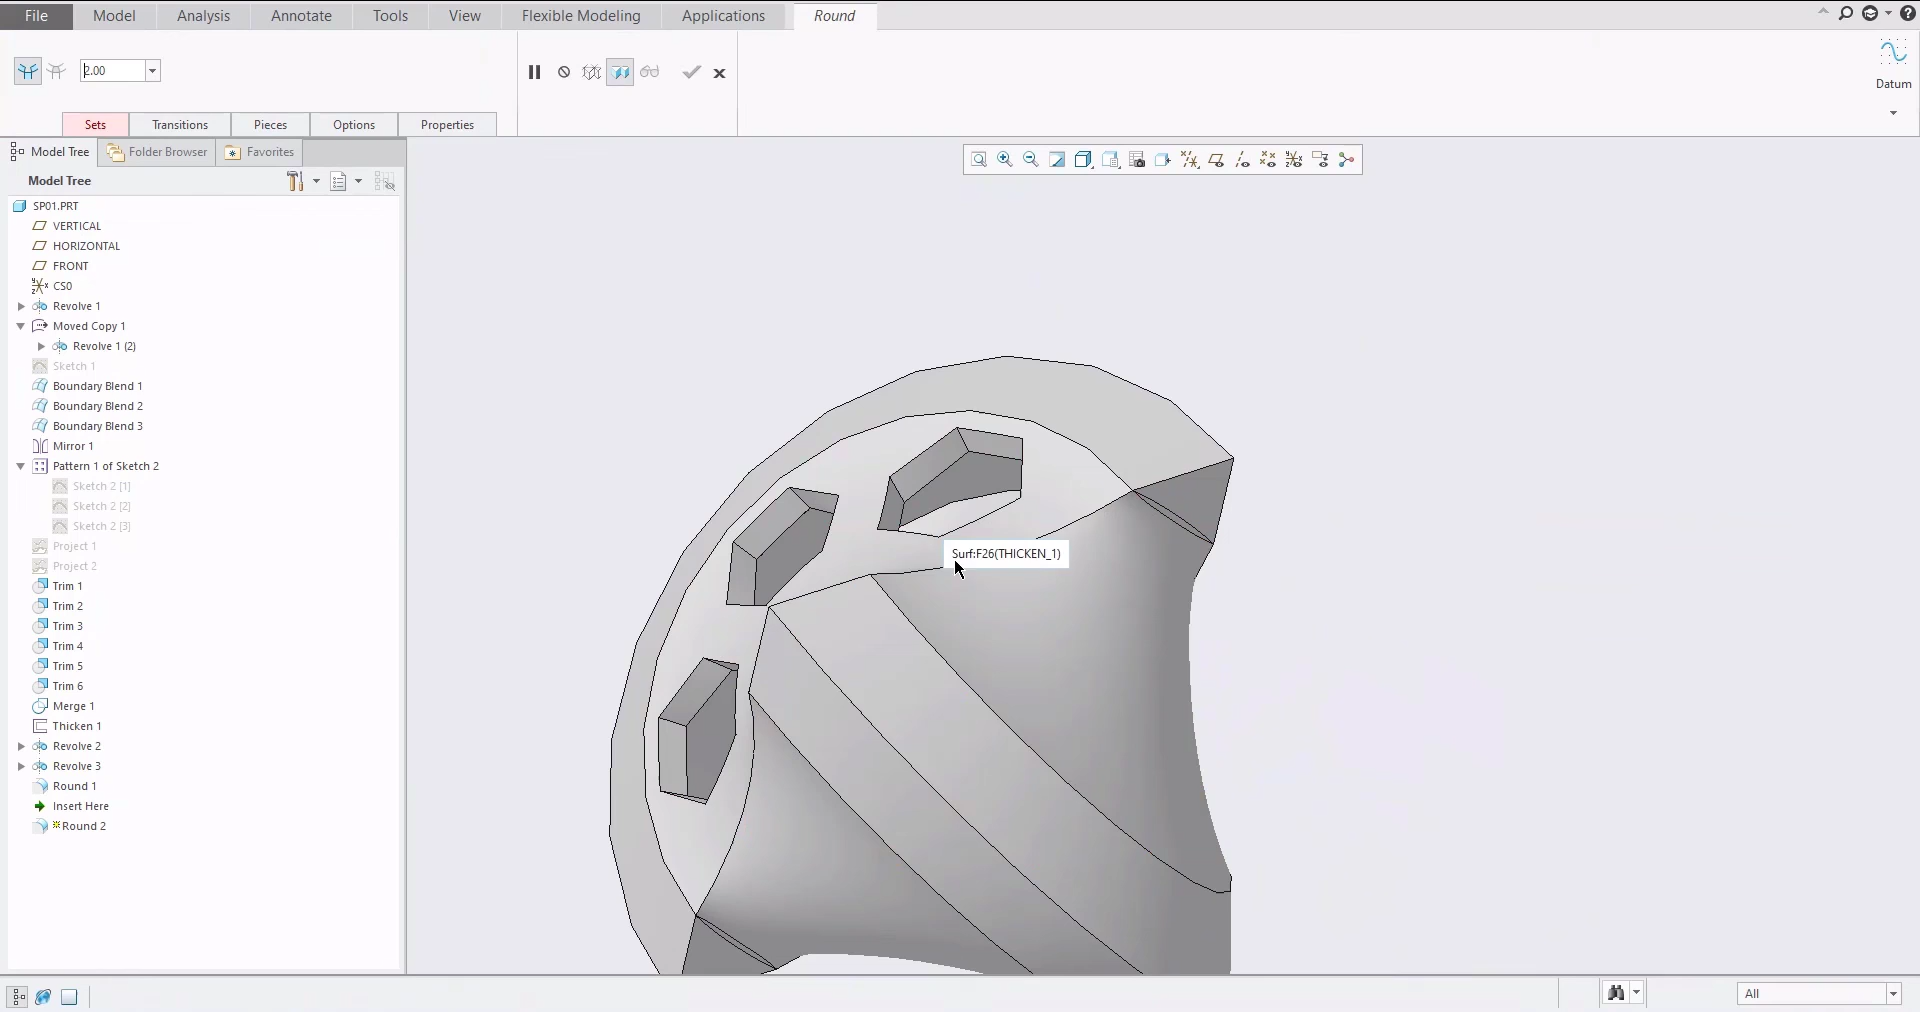 File Model Analysis Annotate Tools View Flexible Modeling Applications Round
2.00
Datum
Sets Transitions Pieces Options Properties
Model Tree Folder Browser Favorites
Model Tree
SP01.PRT
VERTICAL
HORIZONTAL
FRONT
CS0
Revolve 1
Moved Copy 1
Revolve 1 (2)
Sketch 1
Boundary Blend 1
Boundary Blend 2
Boundary Blend 3
Mirror 1
Pattern 1 of Sketch 2
Sketch 2 [1]
Sketch 2 [2]
Sketch 2 [3]
Project 1
Project 2
Trim 1
Trim 2
Trim 3
Trim 4
Trim 5
Trim 6
Merge 1
Thicken 1
Revolve 2
Revolve 3
Round 1
Insert Here
Round 2
Surf:F26(THICKEN_1)
All